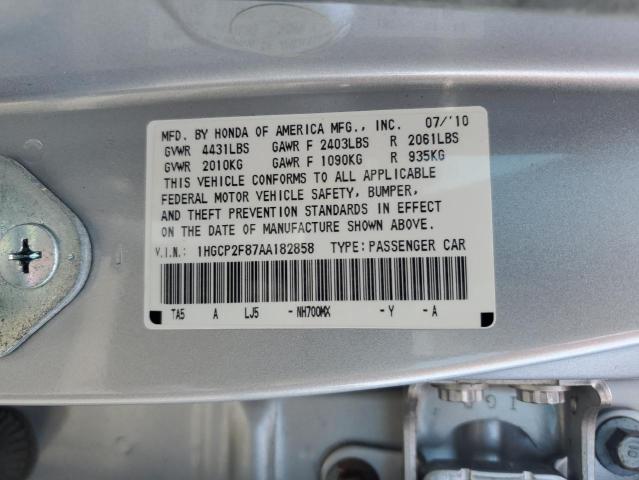 MFD. BY HONDA OF AMERICA MFG., INC. 07/'10
GVWR 4431LBS GAWR F 2403LBS R 2061LBS
GVWR 2010KG GAWR F 1090KG R 935KG
THIS VEHICLE CONFORMS TO ALL APPLICABLE
FEDERAL MOTOR VEHICLE SAFETY, BUMPER,
AND THEFT PREVENTION STANDARDS IN EFFECT
ON THE DATE OF MANUFACTURE SHOWN ABOVE.
V.I.N.: 1HGCP2F87AA182858 TYPE: PASSENGER CAR
TA5 A LJ5 - NH700MX - Y - A